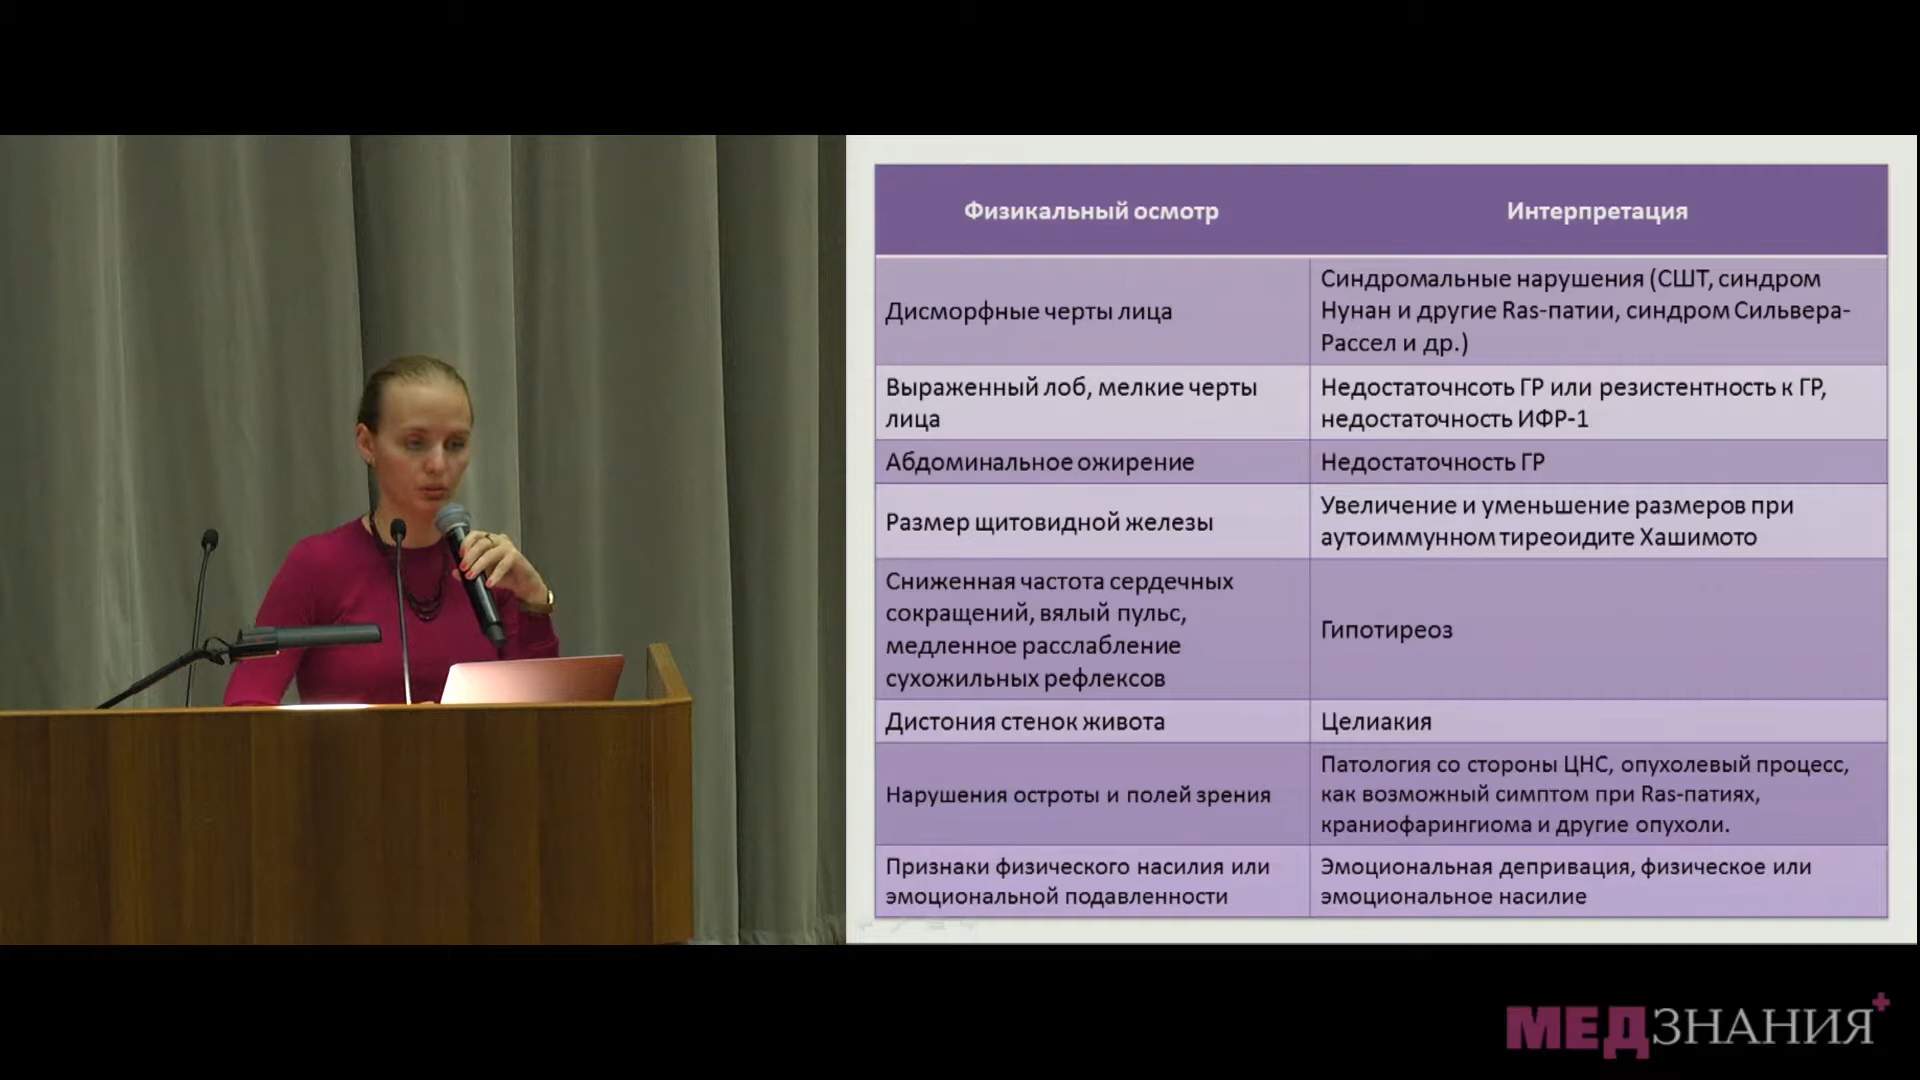 Физикальный осмотр
Интерпретация
Дисморфные черты лица
Синдромальные нарушения (СШТ, синдром
Нунан и другие Ras-патии, синдром Сильвера-
Рассел и др.)
Выраженный лоб, мелкие черты
лица
Недостаточнсоть ГР или резистентность к ГР,
недостаточность ИФР-1
Абдоминальное ожирение
Недостаточность ГР
Размер щитовидной железы
Увеличение и уменьшение размеров при
аутоиммунном тиреоидите Хашимото
Сниженная частота сердечных
сокращений, вялый пульс,
медленное расслабление
сухожильных рефлексов
Гипотиреоз
Дистония стенок живота
Целиакия
Нарушения остроты и полей зрения
Патология со стороны ЦНС, опухолевый процесс,
как возможный симптом при Ras-патиях,
краниофарингиома и другие опухоли.
Признаки физического насилия или
эмоциональной подавленности
Эмоциональная депривация, физическое или
эмоциональное насилие
МЕДЗНАНИЯ+